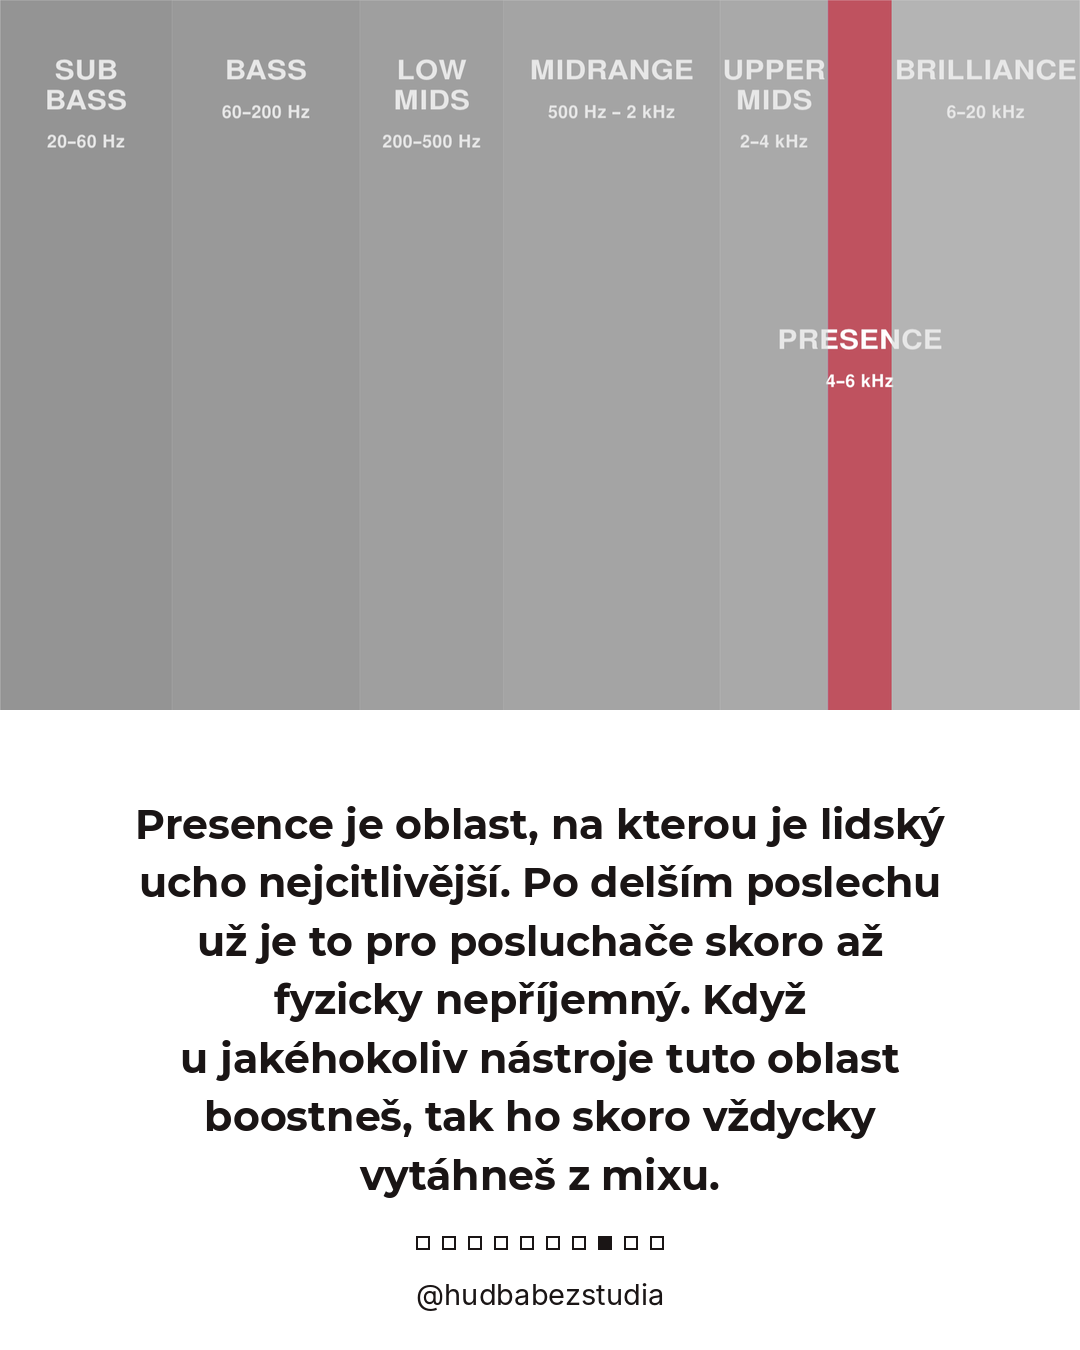 SUB
BASS
20–60 Hz
BASS
60–200 Hz
LOW
MIDS
200–500 Hz
MIDRANGE
500 Hz – 2 kHz
UPPER
MIDS
2–4 kHz
PRESENCE
4–6 kHz
BRILLIANCE
6–20 kHz
Presence je oblast, na kterou je lidský
ucho nejcitlivější. Po delším poslechu
už je to pro posluchače skoro až
fyzicky nepříjemný. Když
u jakéhokoliv nástroje tuto oblast
boostneš, tak ho skoro vždycky
vytáhneš z mixu.
@hudbabezstudia